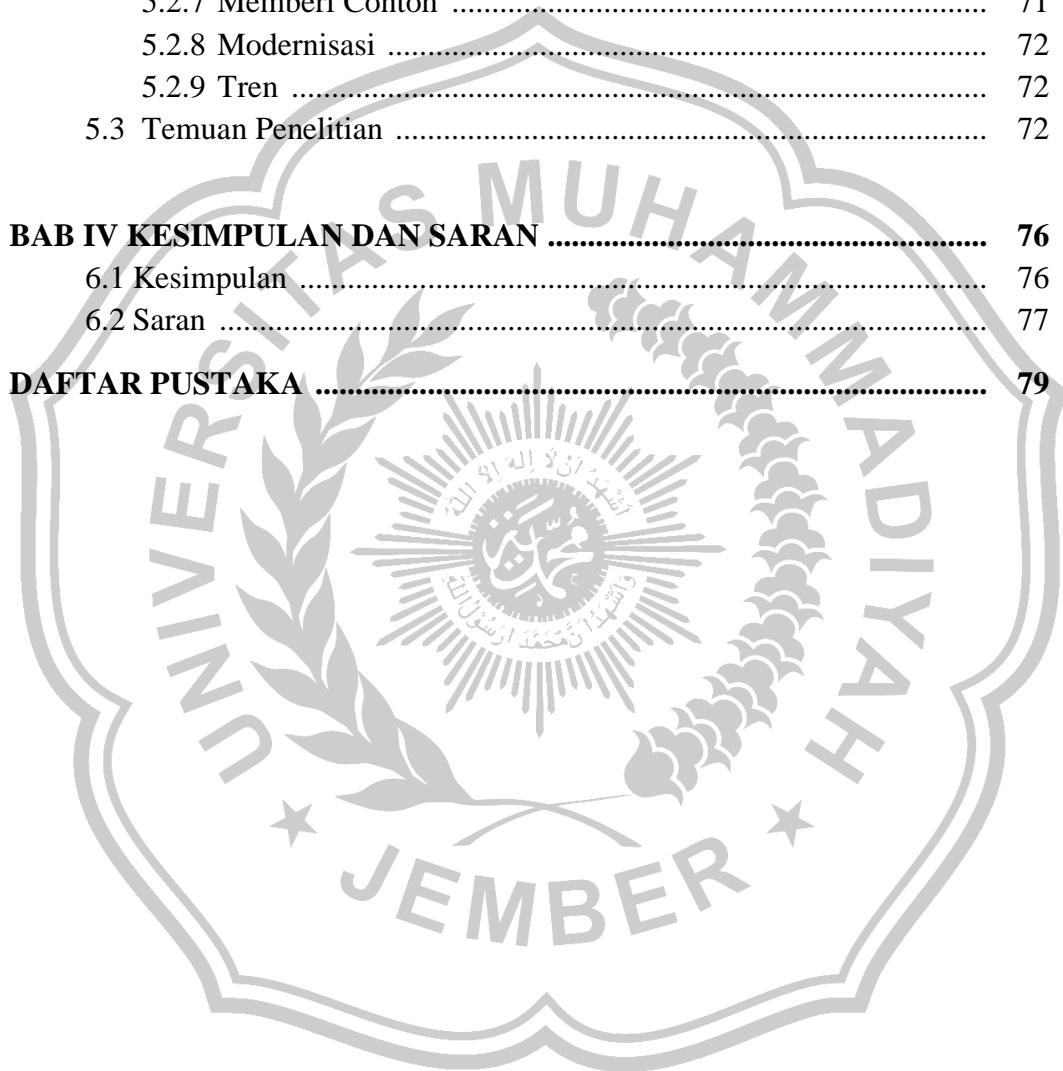 5.2.7 Memberi Contoh ........................................................................ 71
5.2.8 Modernisasi ................................................................................ 72
5.2.9 Tren ............................................................................................ 72
5.3 Temuan Penelitian ............................................................................... 72
BAB IV KESIMPULAN DAN SARAN ....................................................... 76
6.1 Kesimpulan ........................................................................................... 76
6.2 Saran ...................................................................................................... 77
DAFTAR PUSTAKA ..................................................................................... 79
UNIVERSITAS MUHAMMADIYAH
JEMBER